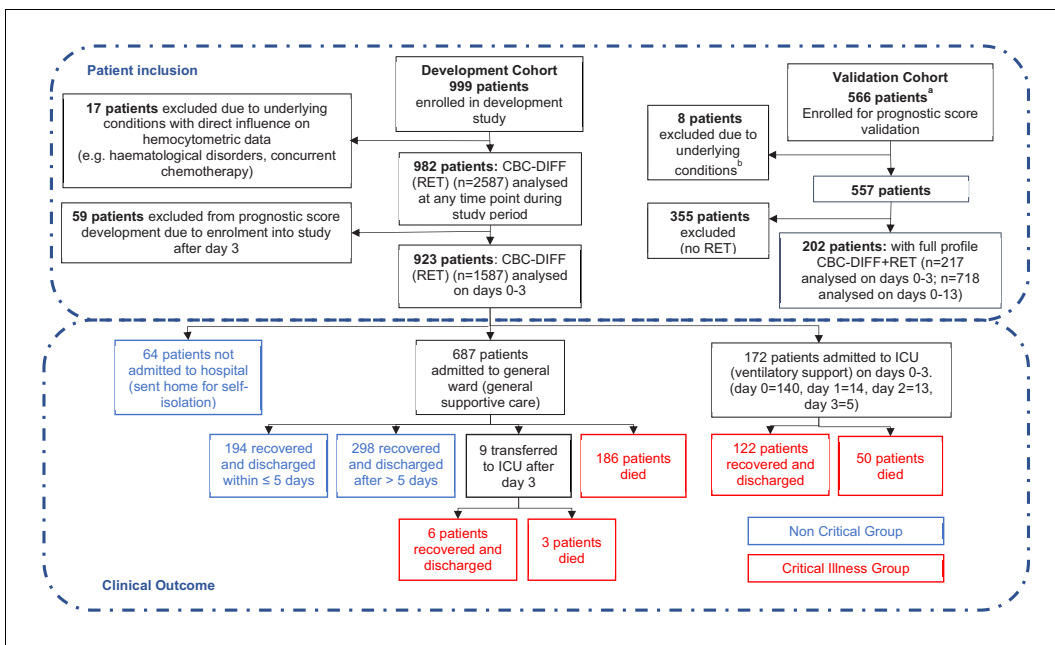 Patient inclusion
Development Cohort
999 patients
enrolled in development
study
17 patients excluded due to underlying
conditions with direct influence on
hemocytometric data
(e.g. haematological disorders, concurrent
chemotherapy)
982 patients: CBC-DIFF
(RET) (n=2587) analysed
at any time point during
study period
59 patients excluded from prognostic score
development due to enrolment into study
after day 3
923 patients: CBC-DIFF
(RET) (n=1587) analysed
on days 0-3
Validation Cohort
566 patientsᵃ
Enrolled for prognostic score
validation
8 patients
excluded due to
underlying
conditionsᵇ
557 patients
355 patients
excluded
(no RET)
202 patients: with full profile
CBC-DIFF+RET (n=217
analysed on days 0-3; n=718
analysed on days 0-13)
64 patients not
admitted to hospital
(sent home for self-
isolation)
687 patients
admitted to general
ward (general
supportive care)
172 patients admitted to ICU
(ventilatory support) on days 0-3.
(day 0=140, day 1=14, day 2=13,
day 3=5)
194 recovered
and discharged
within ≤ 5 days
298 recovered
and discharged
after > 5 days
9 transferred
to ICU after
day 3
186 patients
died
122 patients
recovered and
discharged
50 patients
died
6 patients
recovered and
discharged
3 patients
died
Non Critical Group
Critical Illness Group
Clinical Outcome